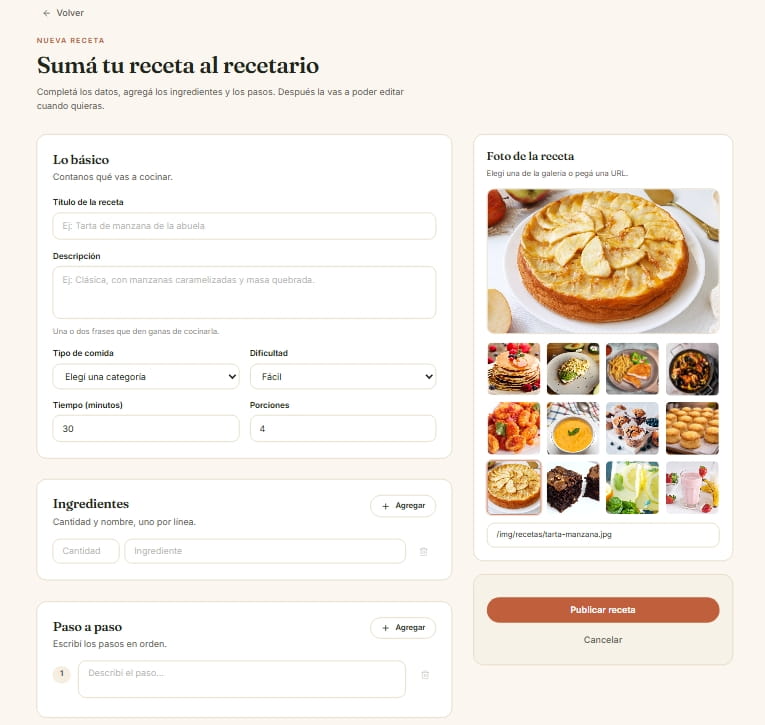 ← Volver
NUEVA RECETA
Sumá tu receta al recetario
Completá los datos, agregá los ingredientes y los pasos. Después la vas a poder editar
cuando quieras.
Lo básico
Contanos qué vas a cocinar.
Título de la receta
Ej: Tarta de manzana de la abuela
Descripción
Ej: Clásica, con manzanas caramelizadas y masa quebrada.
Una o dos frases que den ganas de cocinarla.
Tipo de comida
Dificultad
Elegí una categoría
Fácil
Tiempo (minutos)
Porciones
30
4
Ingredientes
+ Agregar
Cantidad y nombre, uno por línea.
Cantidad
Ingrediente
Paso a paso
+ Agregar
Escribí los pasos en orden.
1
Describí el paso...
Foto de la receta
Elegí una de la galería o pegá una URL.
/img/recetas/tarta-manzana.jpg
Publicar receta
Cancelar